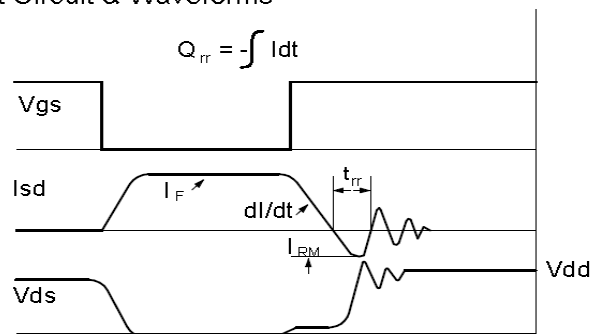 t Circuit & Waveforms
Q rr = -∫ Idt
Vgs
Isd
I F
dI/dt
t rr
I RM
Vds
Vdd